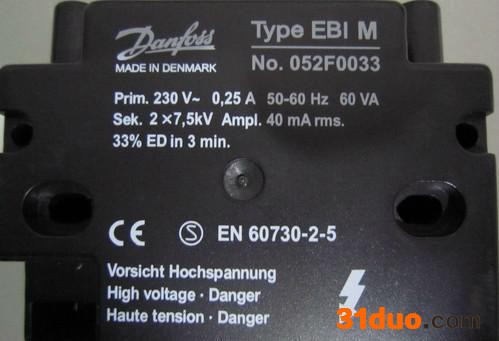 Danfoss
MADE IN DENMARK
Type EBI M
No. 052F0033
Prim. 230 V~ 0,25 A 50-60 Hz 60 VA
Sek. 2×7,5kV Ampl. 40 mA rms.
33% ED in 3 min.
CE S EN 60730-2-5
Vorsicht Hochspannung
High voltage · Danger
Haute tension · Danger
31duo.com